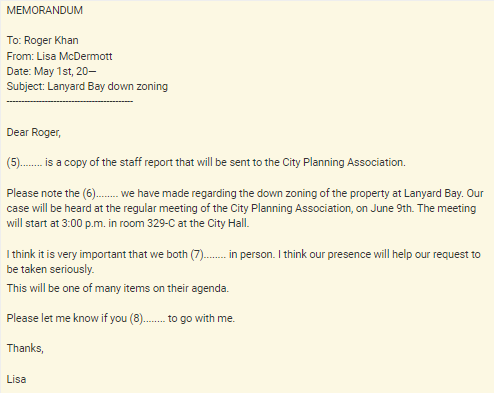 MEMORANDUM
To: Roger Khan
From: Lisa McDermott
Date: May 1st, 20—
Subject: Lanyard Bay down zoning
------------------------------------------
Dear Roger,
(5)........ is a copy of the staff report that will be sent to the City Planning Association.
Please note the (6)........ we have made regarding the down zoning of the property at Lanyard Bay. Our
case will be heard at the regular meeting of the City Planning Association, on June 9th. The meeting
will start at 3:00 p.m. in room 329-C at the City Hall.
I think it is very important that we both (7)........ in person. I think our presence will help our request to
be taken seriously.
This will be one of many items on their agenda.
Please let me know if you (8)........ to go with me.
Thanks,
Lisa